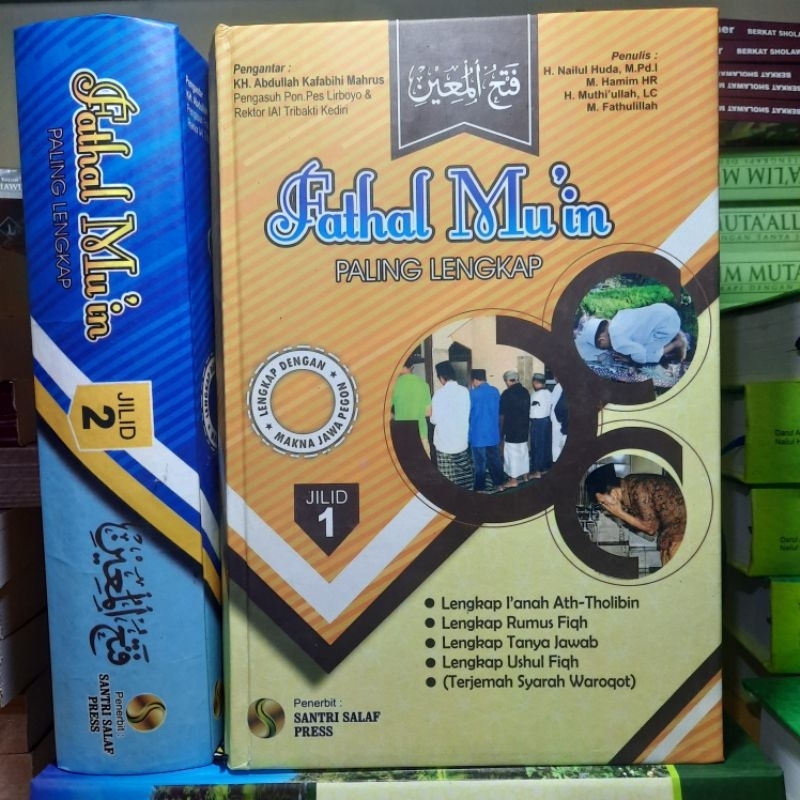 Fathal Mu'in
PALING LENGKAP
JILID
2
فتح المعين
Penerbit :
SANTRI SALAF
PRESS
Pengantar :
KH. Abdullah Kafabihi Mahrus
Pengasuh Pon.Pes Lirboyo &
Rektor IAI Tribakti Kediri
فَتْحُ الْمُعِيْنِ
Penulis :
H. Nailul Huda, M.Pd.I
M. Hamim HR
H. Muthi'ullah, LC
M. Fathulillah
Fathal Mu'in
PALING LENGKAP
LENGKAP DENGAN
MAKNA JAWA PEGON
JILID
1
• Lengkap I'anah Ath-Tholibin
• Lengkap Rumus Fiqh
• Lengkap Tanya Jawab
• Lengkap Ushul Fiqh
• (Terjemah Syarah Waroqot)
Penerbit :
SANTRI SALAF
PRESS
BERKAT SHOLA
BERKAT SHOLAW
BERKAT
SHOLAWAT